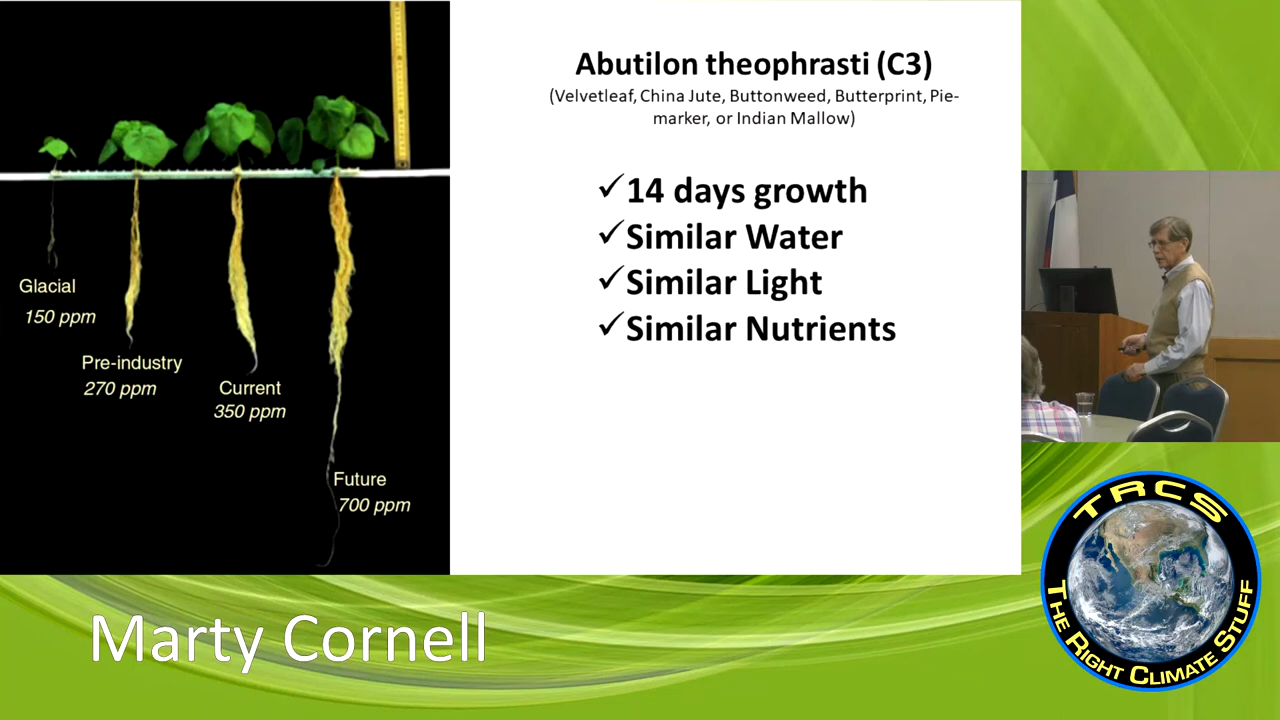 Abutilon theophrasti (C3)
(Velvetleaf, China Jute, Buttonweed, Butterprint, Pie-
marker, or Indian Mallow)
✓14 days growth
✓Similar Water
✓Similar Light
✓Similar Nutrients
Glacial
150 ppm
Pre-industry
270 ppm
Current
350 ppm
Future
700 ppm
Marty Cornell
TRCS
THE RIGHT CLIMATE STUFF